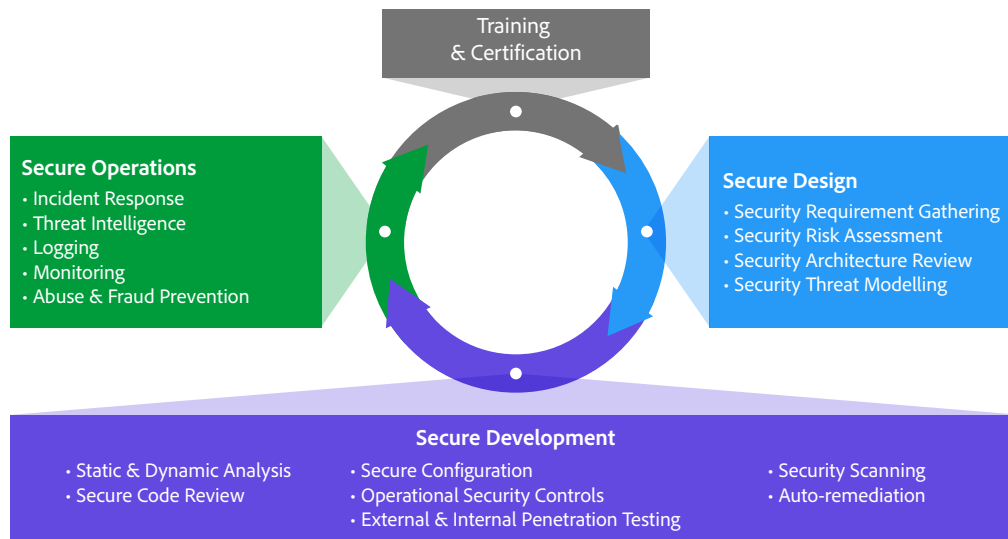 Training
& Certification
Secure Operations
• Incident Response
• Threat Intelligence
• Logging
• Monitoring
• Abuse & Fraud Prevention
Secure Design
• Security Requirement Gathering
• Security Risk Assessment
• Security Architecture Review
• Security Threat Modelling
Secure Development
• Static & Dynamic Analysis
• Secure Code Review
• Secure Configuration
• Operational Security Controls
• External & Internal Penetration Testing
• Security Scanning
• Auto-remediation